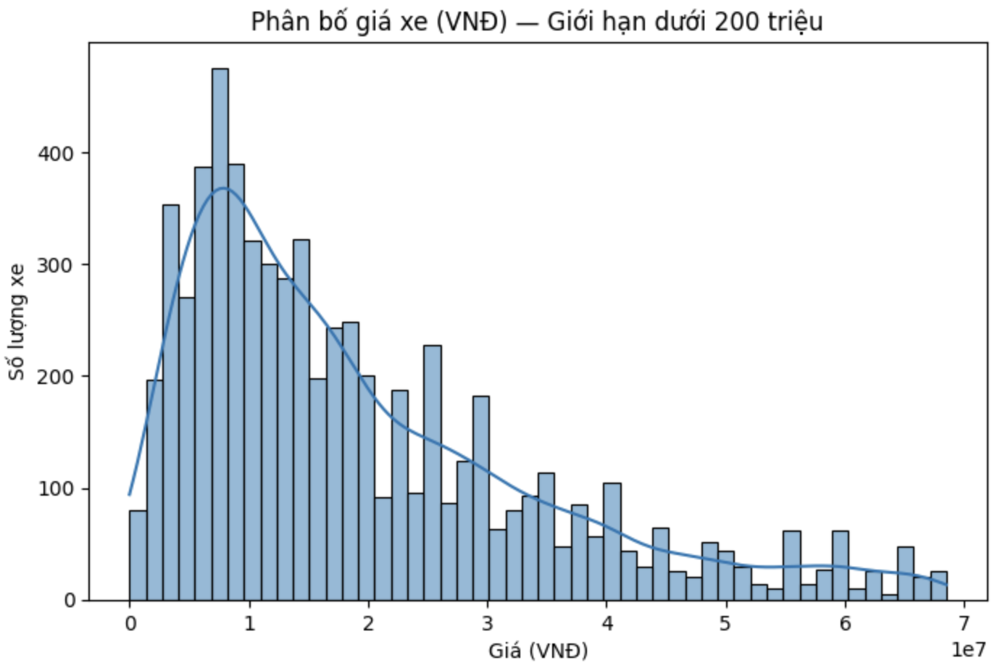 Phân bố giá xe (VNĐ) — Giới hạn dưới 200 triệu
Số lượng xe
400
300
200
100
0
0 1 2 3 4 5 6 7
1e7
Giá (VNĐ)